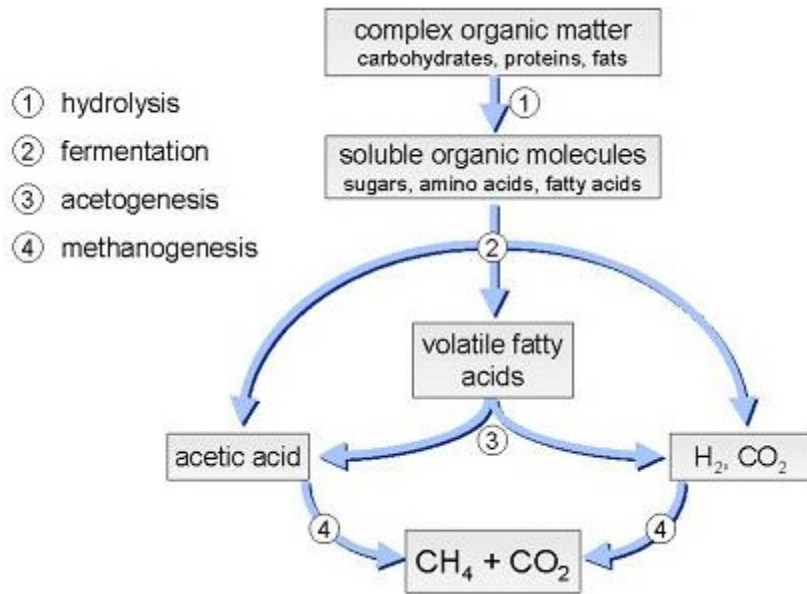 complex organic matter
carbohydrates, proteins, fats
① hydrolysis
② fermentation
③ acetogenesis
④ methanogenesis
①
soluble organic molecules
sugars, amino acids, fatty acids
②
volatile fatty
acids
③
acetic acid
H₂, CO₂
④
④
CH₄ + CO₂